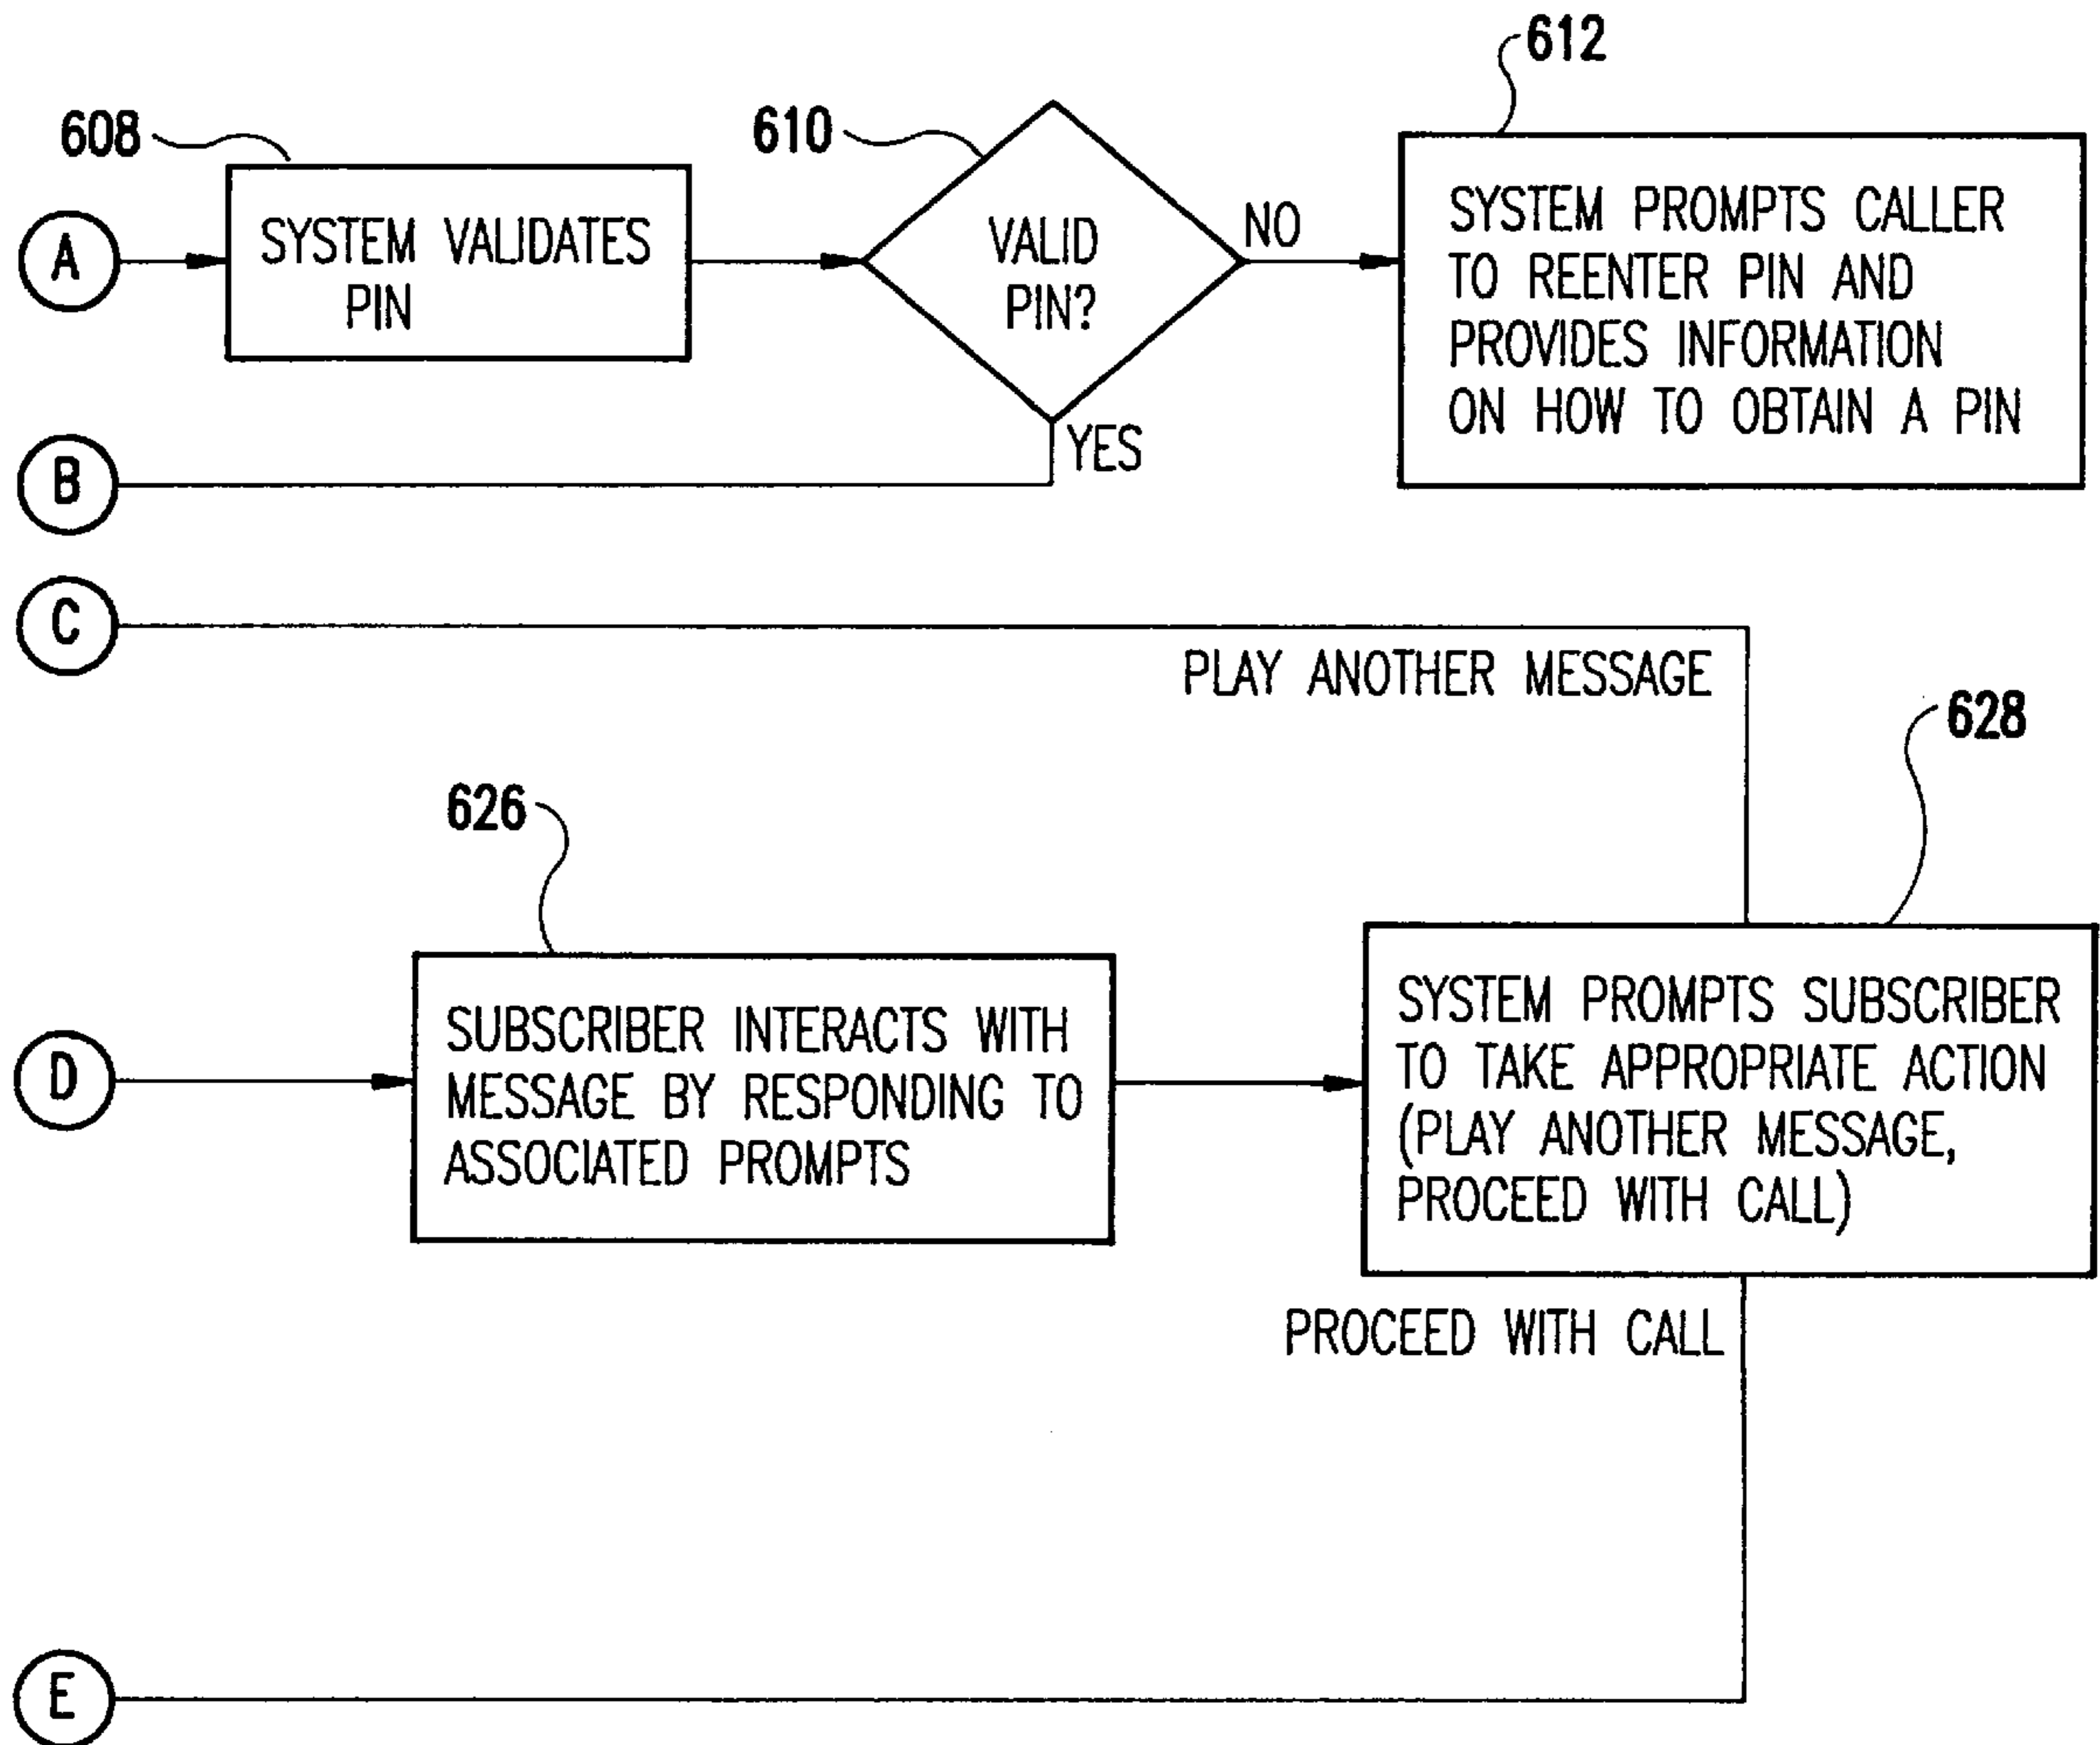 612
608
610
SYSTEM VALIDATES
PIN
VALID
PIN?
NO
YES
SYSTEM PROMPTS CALLER
TO REENTER PIN AND
PROVIDES INFORMATION
ON HOW TO OBTAIN A PIN
A
B
C
PLAY ANOTHER MESSAGE
628
626
D
SUBSCRIBER INTERACTS WITH
MESSAGE BY RESPONDING TO
ASSOCIATED PROMPTS
SYSTEM PROMPTS SUBSCRIBER
TO TAKE APPROPRIATE ACTION
(PLAY ANOTHER MESSAGE,
PROCEED WITH CALL)
PROCEED WITH CALL
E